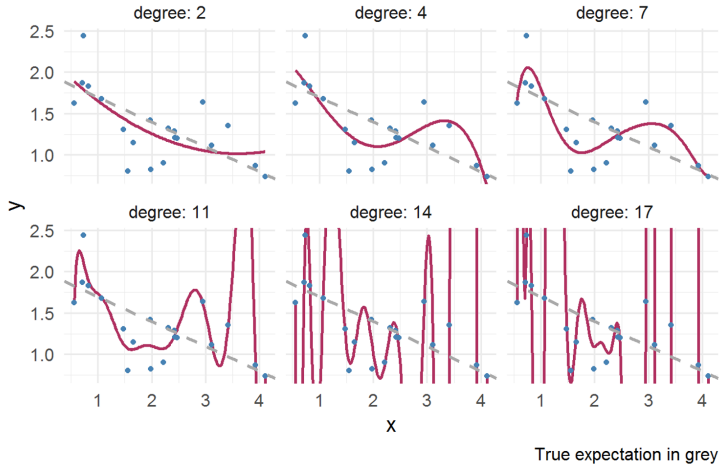 degree: 2 degree: 4 degree: 7
2.5
2.0
1.5
1.0
y
degree: 11 degree: 14 degree: 17
2.5
2.0
1.5
1.0
1 2 3 4 1 2 3 4 1 2 3 4
x
True expectation in grey